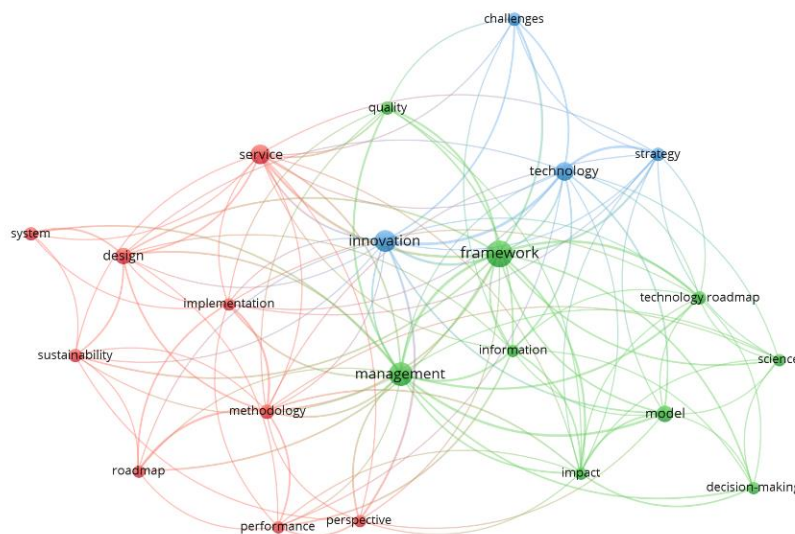 challenges
quality
service
strategy
technology
system
innovation
design
framework
implementation
technology roadmap
sustainability
information
science
management
methodology
model
roadmap
impact
decision-making
performance
perspective